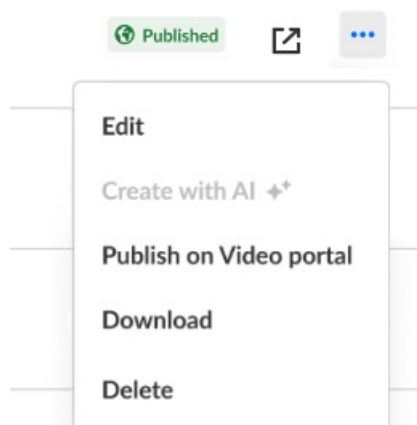 Published
Edit
Create with AI
Publish on Video portal
Download
Delete